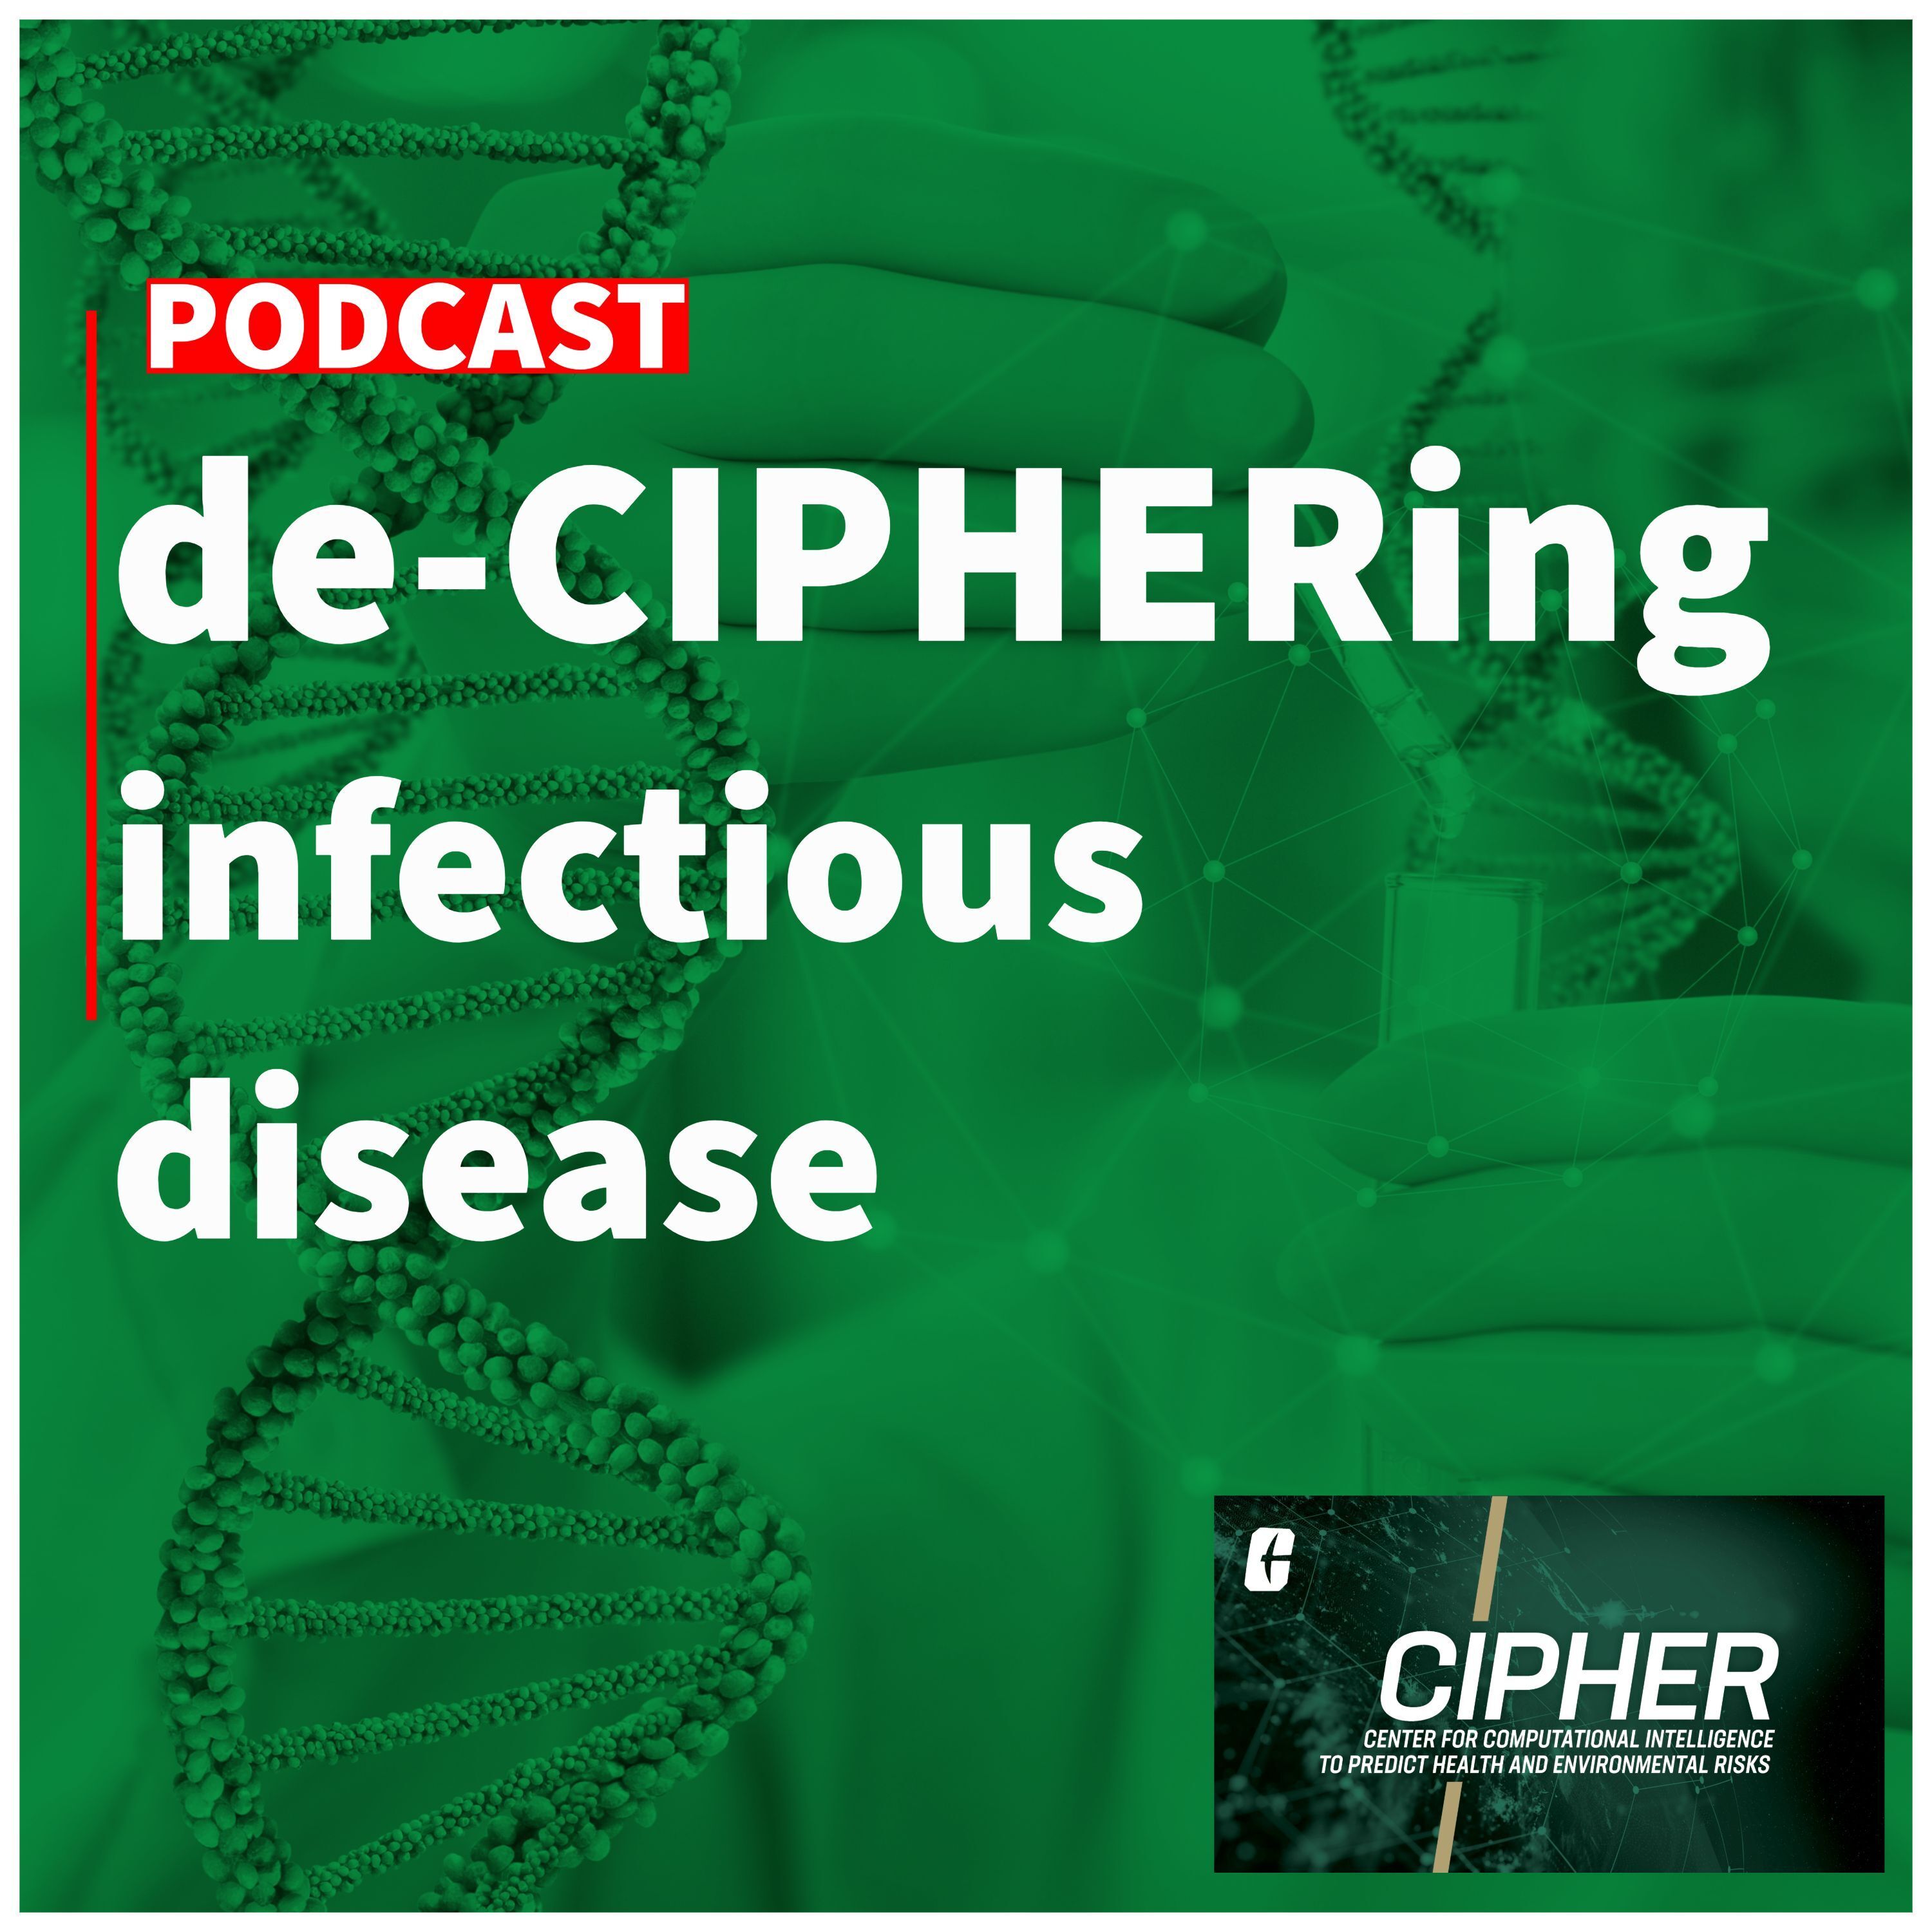 PODCAST
de-CIPHERing
infectious
disease
C
CIPHER
CENTER FOR COMPUTATIONAL INTELLIGENCE
TO PREDICT HEALTH AND ENVIRONMENTAL RISKS